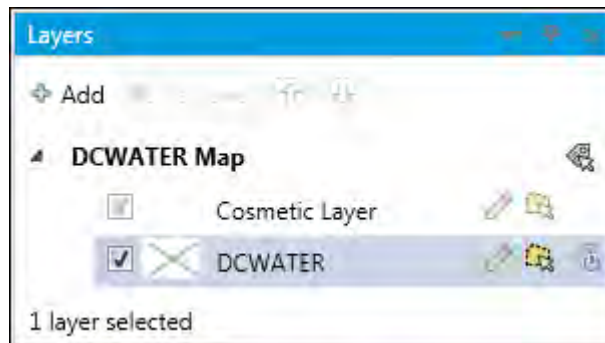 Layers
Add
DCWATER Map
Cosmetic Layer
DCWATER
1 layer selected